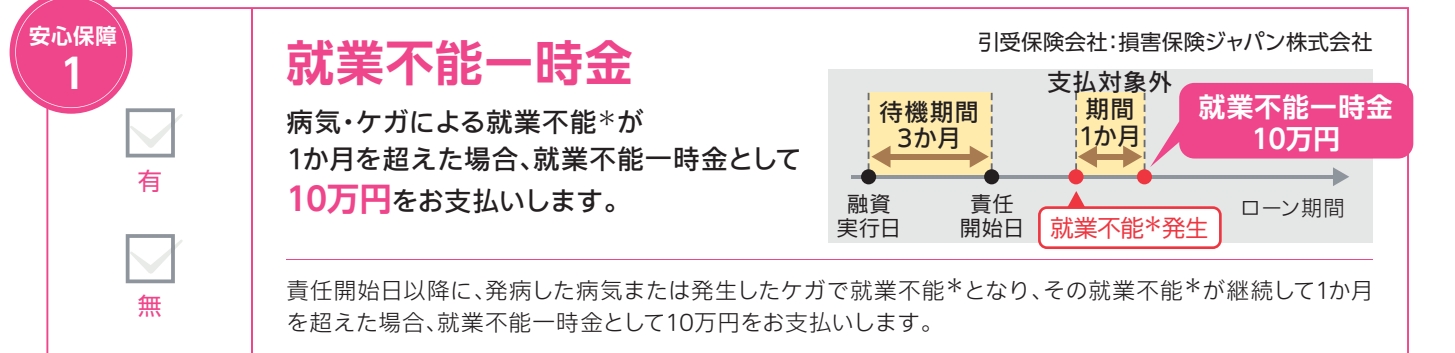 安心保障
1
有
無
就業不能一時金
病気・ケガによる就業不能＊が
1か月を超えた場合、就業不能一時金として
10万円をお支払いします。
引受保険会社：損害保険ジャパン株式会社
待機期間
3か月
支払対象外
期間
1か月
就業不能一時金
10万円
融資
実行日
責任
開始日
就業不能＊発生
ローン期間
責任開始日以降に、発病した病気または発生したケガで就業不能＊となり、その就業不能＊が継続して1か月
を超えた場合、就業不能一時金として10万円をお支払いします。